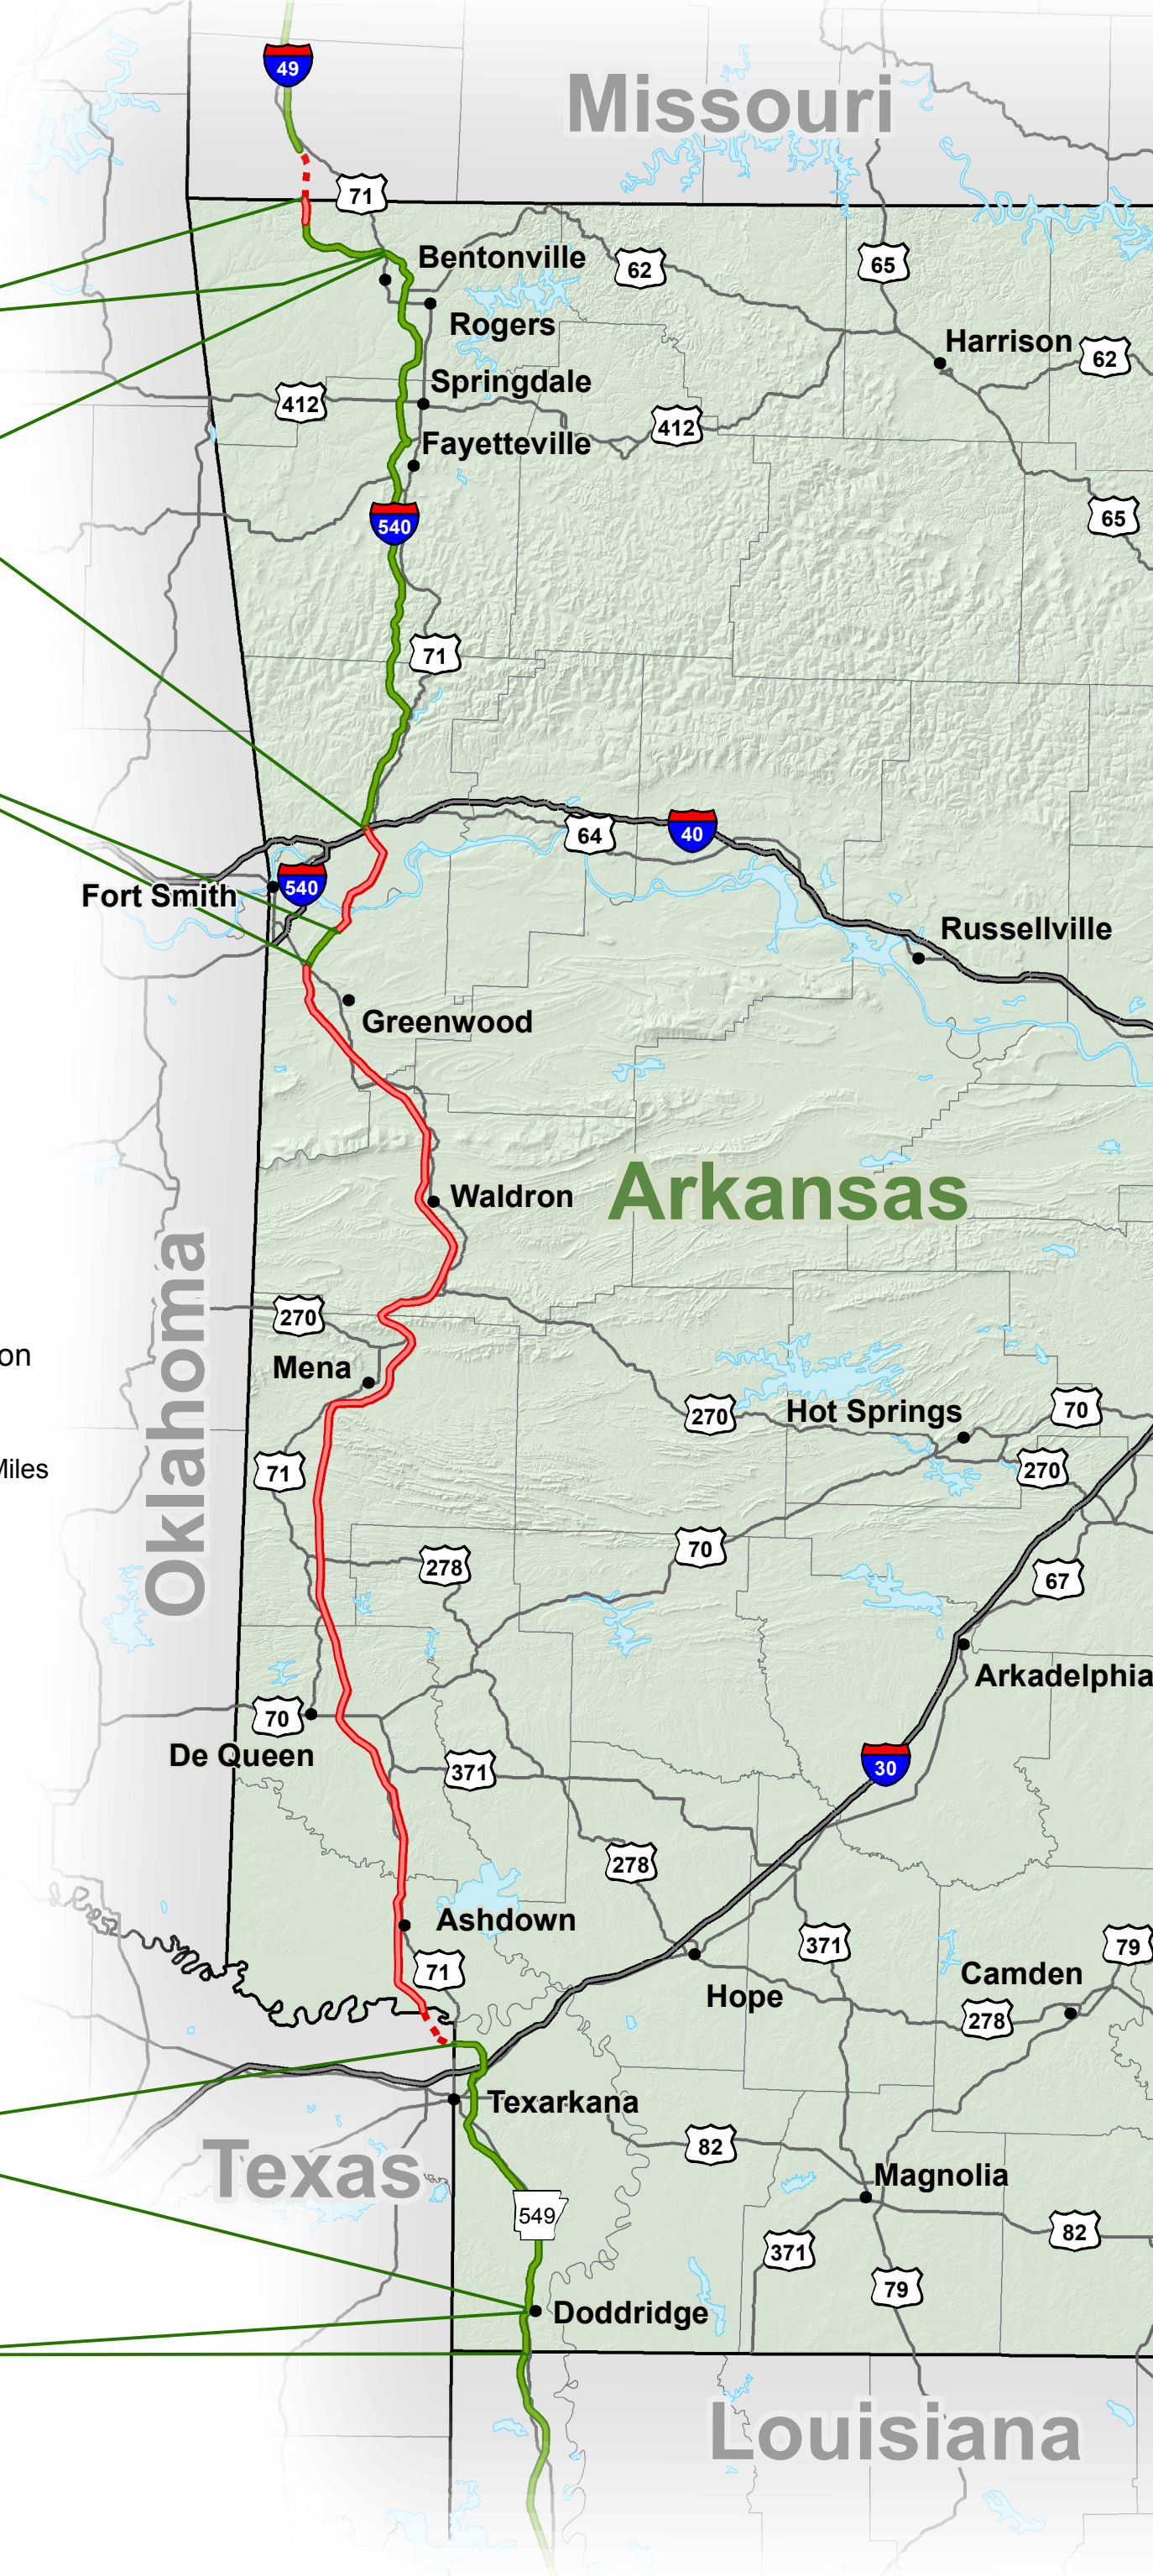 49
Missouri
71
Bentonville
62
65
Rogers
Harrison
62
Springdale
412
412
Fayetteville
65
540
71
64
40
Fort Smith
540
Russellville
Greenwood
Waldron
Arkansas
Oklahoma
270
on
Mena
270
Hot Springs
70
71
Miles
270
70
278
67
Arkadelphia
70
De Queen
371
30
278
Ashdown
71
371
79
Camden
Hope
278
Texarkana
82
Texas
Magnolia
549
82
371
79
Doddridge
Louisiana